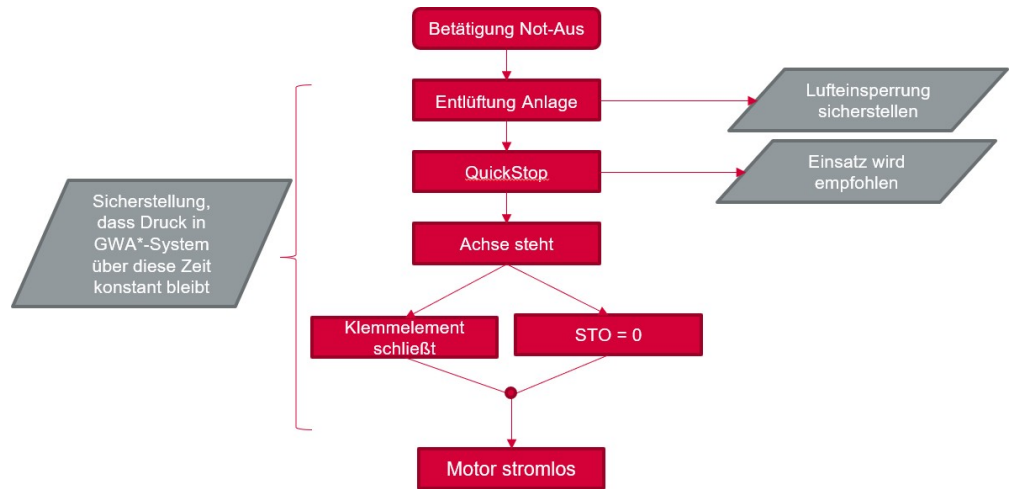 Betätigung Not-Aus
Entlüftung Anlage
Lufteinsperrung
sicherstellen
QuickStop
Einsatz wird
empfohlen
Sicherstellung,
dass Druck in
GWA*-System
über diese Zeit
konstant bleibt
Achse steht
Klemmelement
schließt
STO = 0
Motor stromlos